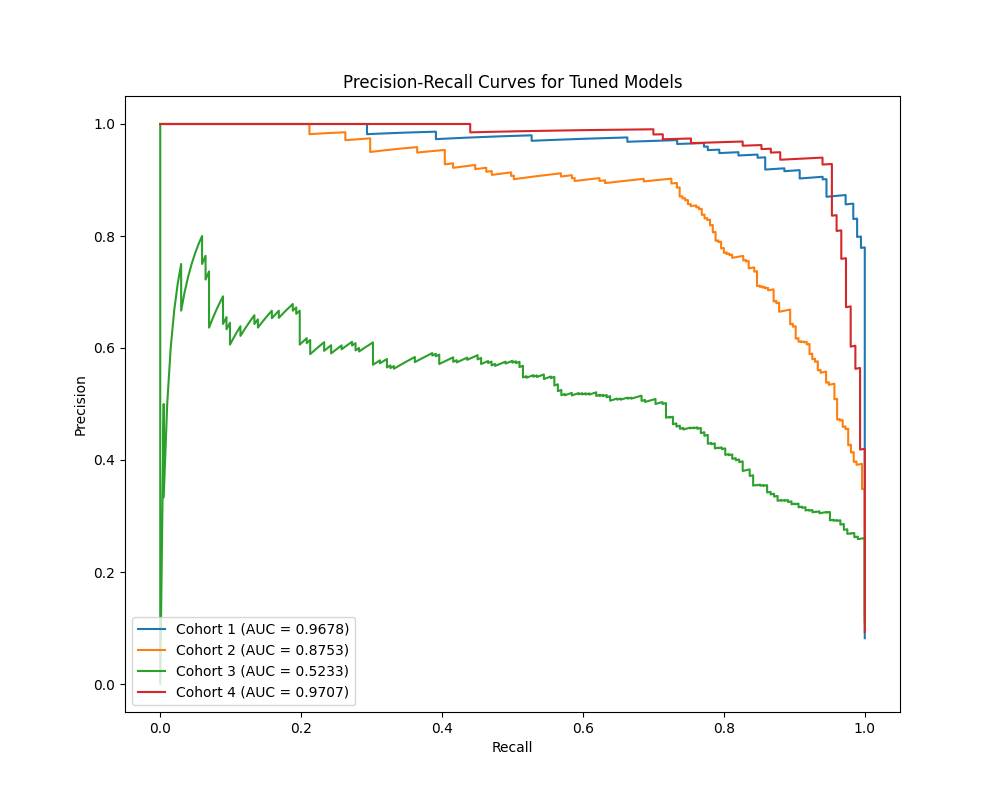 Precision-Recall Curves for Tuned Models
1.0
0.8
0.6
0.4
0.2
0.0
Precision
Cohort 1 (AUC = 0.9678)
Cohort 2 (AUC = 0.8753)
Cohort 3 (AUC = 0.5233)
Cohort 4 (AUC = 0.9707)
0.0 0.2 0.4 0.6 0.8 1.0
Recall